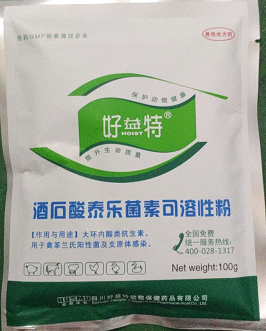 兽药GMP验收通过企业
兽用处方药
保护动物健康
好益特®
HOIST
提升生命质量
酒石酸泰乐菌素可溶性粉
【作用与用途】大环内酯类抗生素。
用于禽革兰氏阳性菌及支原体感染。
全国免费
统一服务热线:
400-028-1317
Net weight:100g
四川好益特动物保健药品有限公司